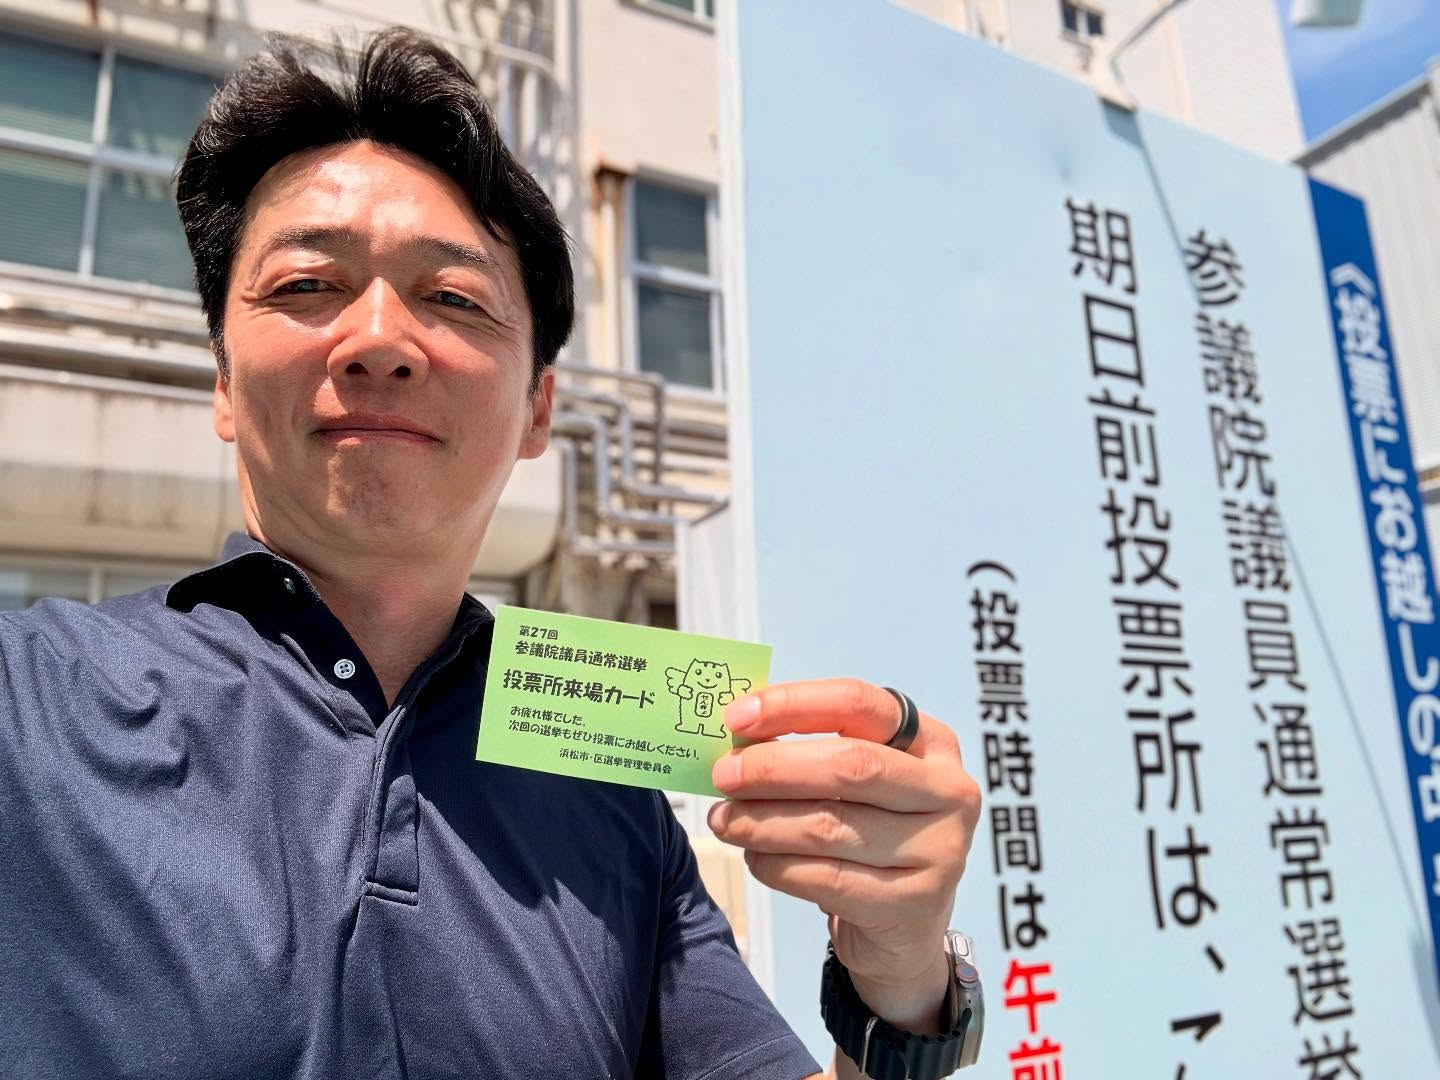 第27回
参議院議員通常選挙
投票所来場カード
お疲れ様でした。
次回の選挙もぜひ投票にお越しください。
浜松市・区選挙管理委員会
《投票にお越しの
参議院議員通常選挙
期日前投票所は、
(投票時間は午前